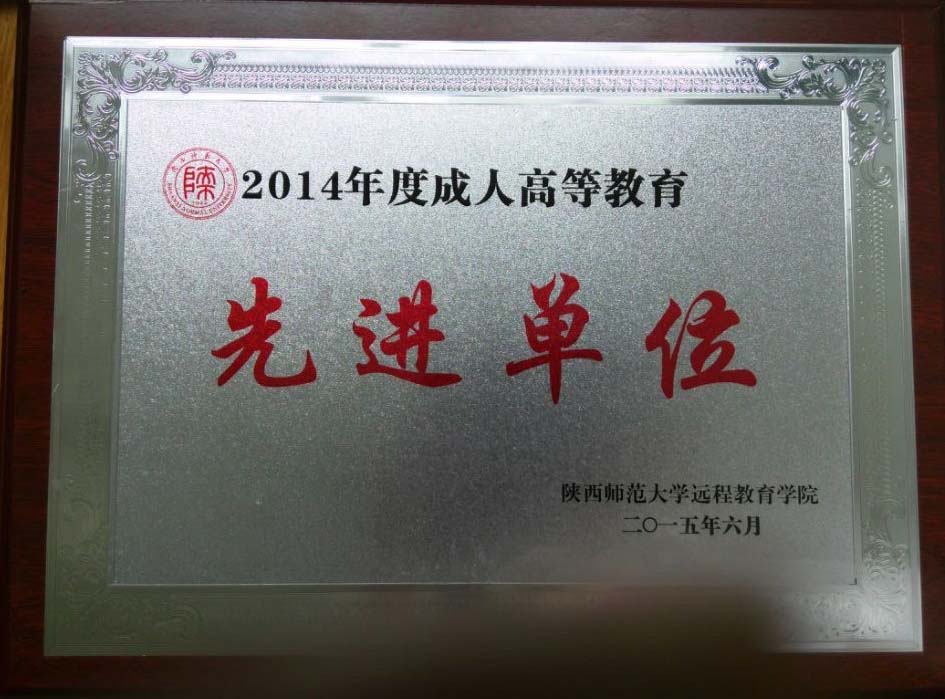 2014年度成人高等教育
先进单位
陕西师范大学远程教育学院
二〇一五年六月